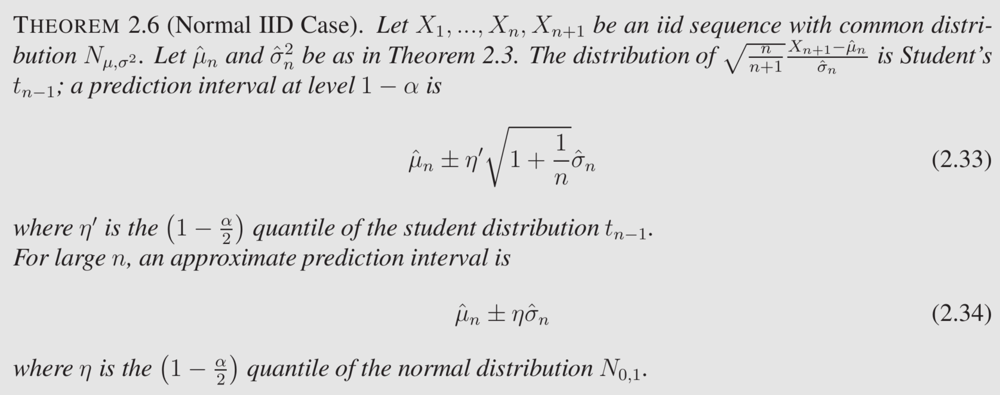 THEOREM 2.6 (Normal IID Case). Let $X_1, ..., X_n, X_{n+1}$ be an iid sequence with common distri-
bution $N_{\mu,\sigma^2}$. Let $\hat{\mu}_n$ and $\hat{\sigma}_n^2$ be as in Theorem 2.3. The distribution of $\sqrt{\frac{n}{n+1}} \frac{X_{n+1}-\hat{\mu}_n}{\hat{\sigma}_n}$ is Student's
$t_{n-1}$; a prediction interval at level $1 - \alpha$ is
$\hat{\mu}_n \pm \eta' \sqrt{1 + \frac{1}{n}} \hat{\sigma}_n$ (2.33)
where $\eta'$ is the $\left(1 - \frac{\alpha}{2}\right)$ quantile of the student distribution $t_{n-1}$.
For large $n$, an approximate prediction interval is
$\hat{\mu}_n \pm \eta \hat{\sigma}_n$ (2.34)
where $\eta$ is the $\left(1 - \frac{\alpha}{2}\right)$ quantile of the normal distribution $N_{0,1}$.